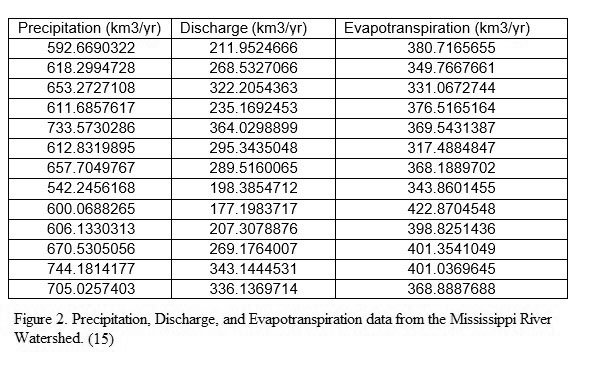 Precipitation (km3/yr) Discharge (km3/yr) Evapotranspiration (km3/yr)
592.6690322 211.9524666 380.7165655
618.2994728 268.5327066 349.7667661
653.2727108 322.2054363 331.0672744
611.6857617 235.1692453 376.5165164
733.5730286 364.0298899 369.5431387
612.8319895 295.3435048 317.4884847
657.7049767 289.5160065 368.1889702
542.2456168 198.3854712 343.8601455
600.0688265 177.1983717 422.8704548
606.1330313 207.3078876 398.8251436
670.5305056 269.1764007 401.3541049
744.1814177 343.1444531 401.0369645
705.0257403 336.1369714 368.8887688
Figure 2. Precipitation, Discharge, and Evapotranspiration data from the Mississippi River
Watershed. (15)